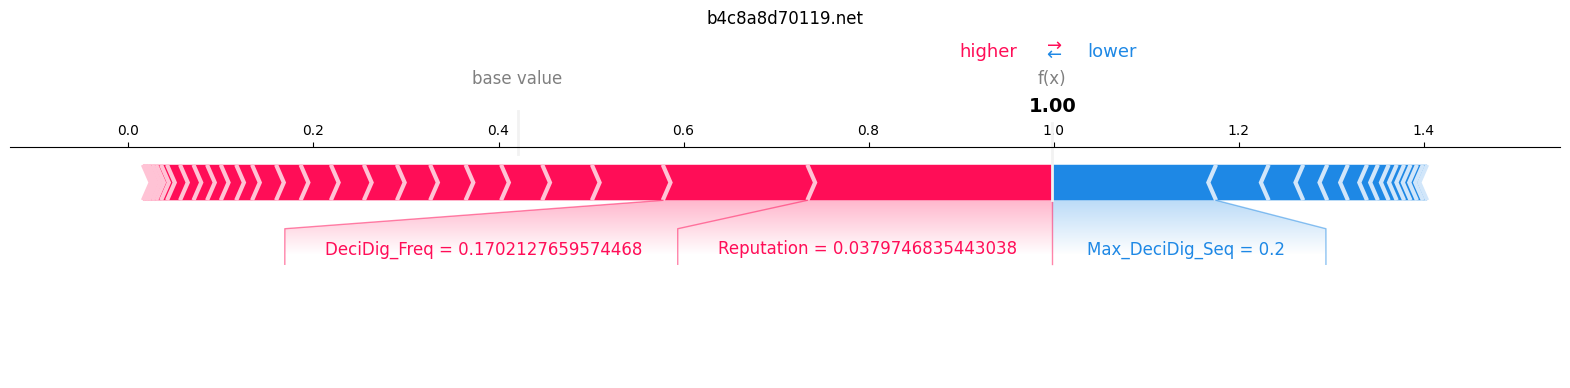 b4c8a8d70119.net
higher → ← lower
base value f(x)
1.00
0.0 0.2 0.4 0.6 0.8 1.0 1.2 1.4
DeciDig_Freq = 0.1702127659574468 Reputation = 0.0379746835443038 Max_DeciDig_Seq = 0.2